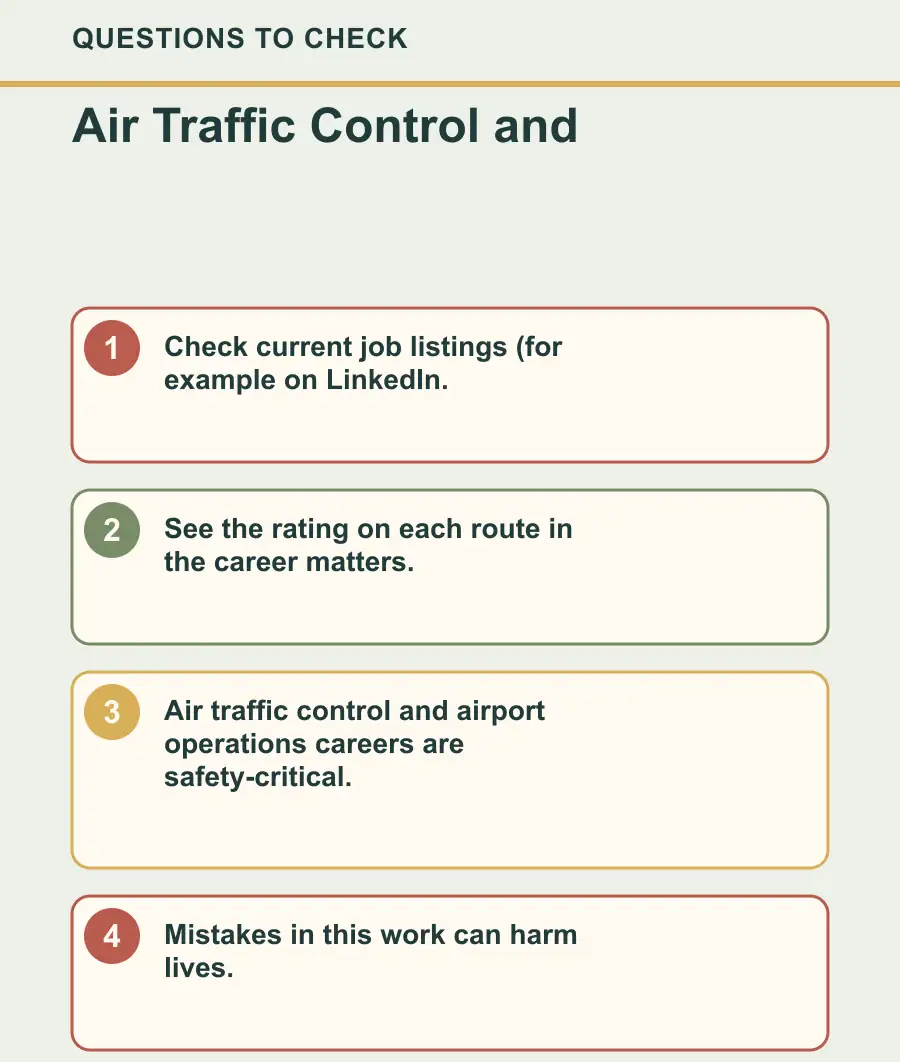 QUESTIONS TO CHECK
Air Traffic Control and
1
Check current job listings (for
example on LinkedIn.
2
See the rating on each route in
the career matters.
3
Air traffic control and airport
operations careers are
safety-critical.
4
Mistakes in this work can harm
lives.